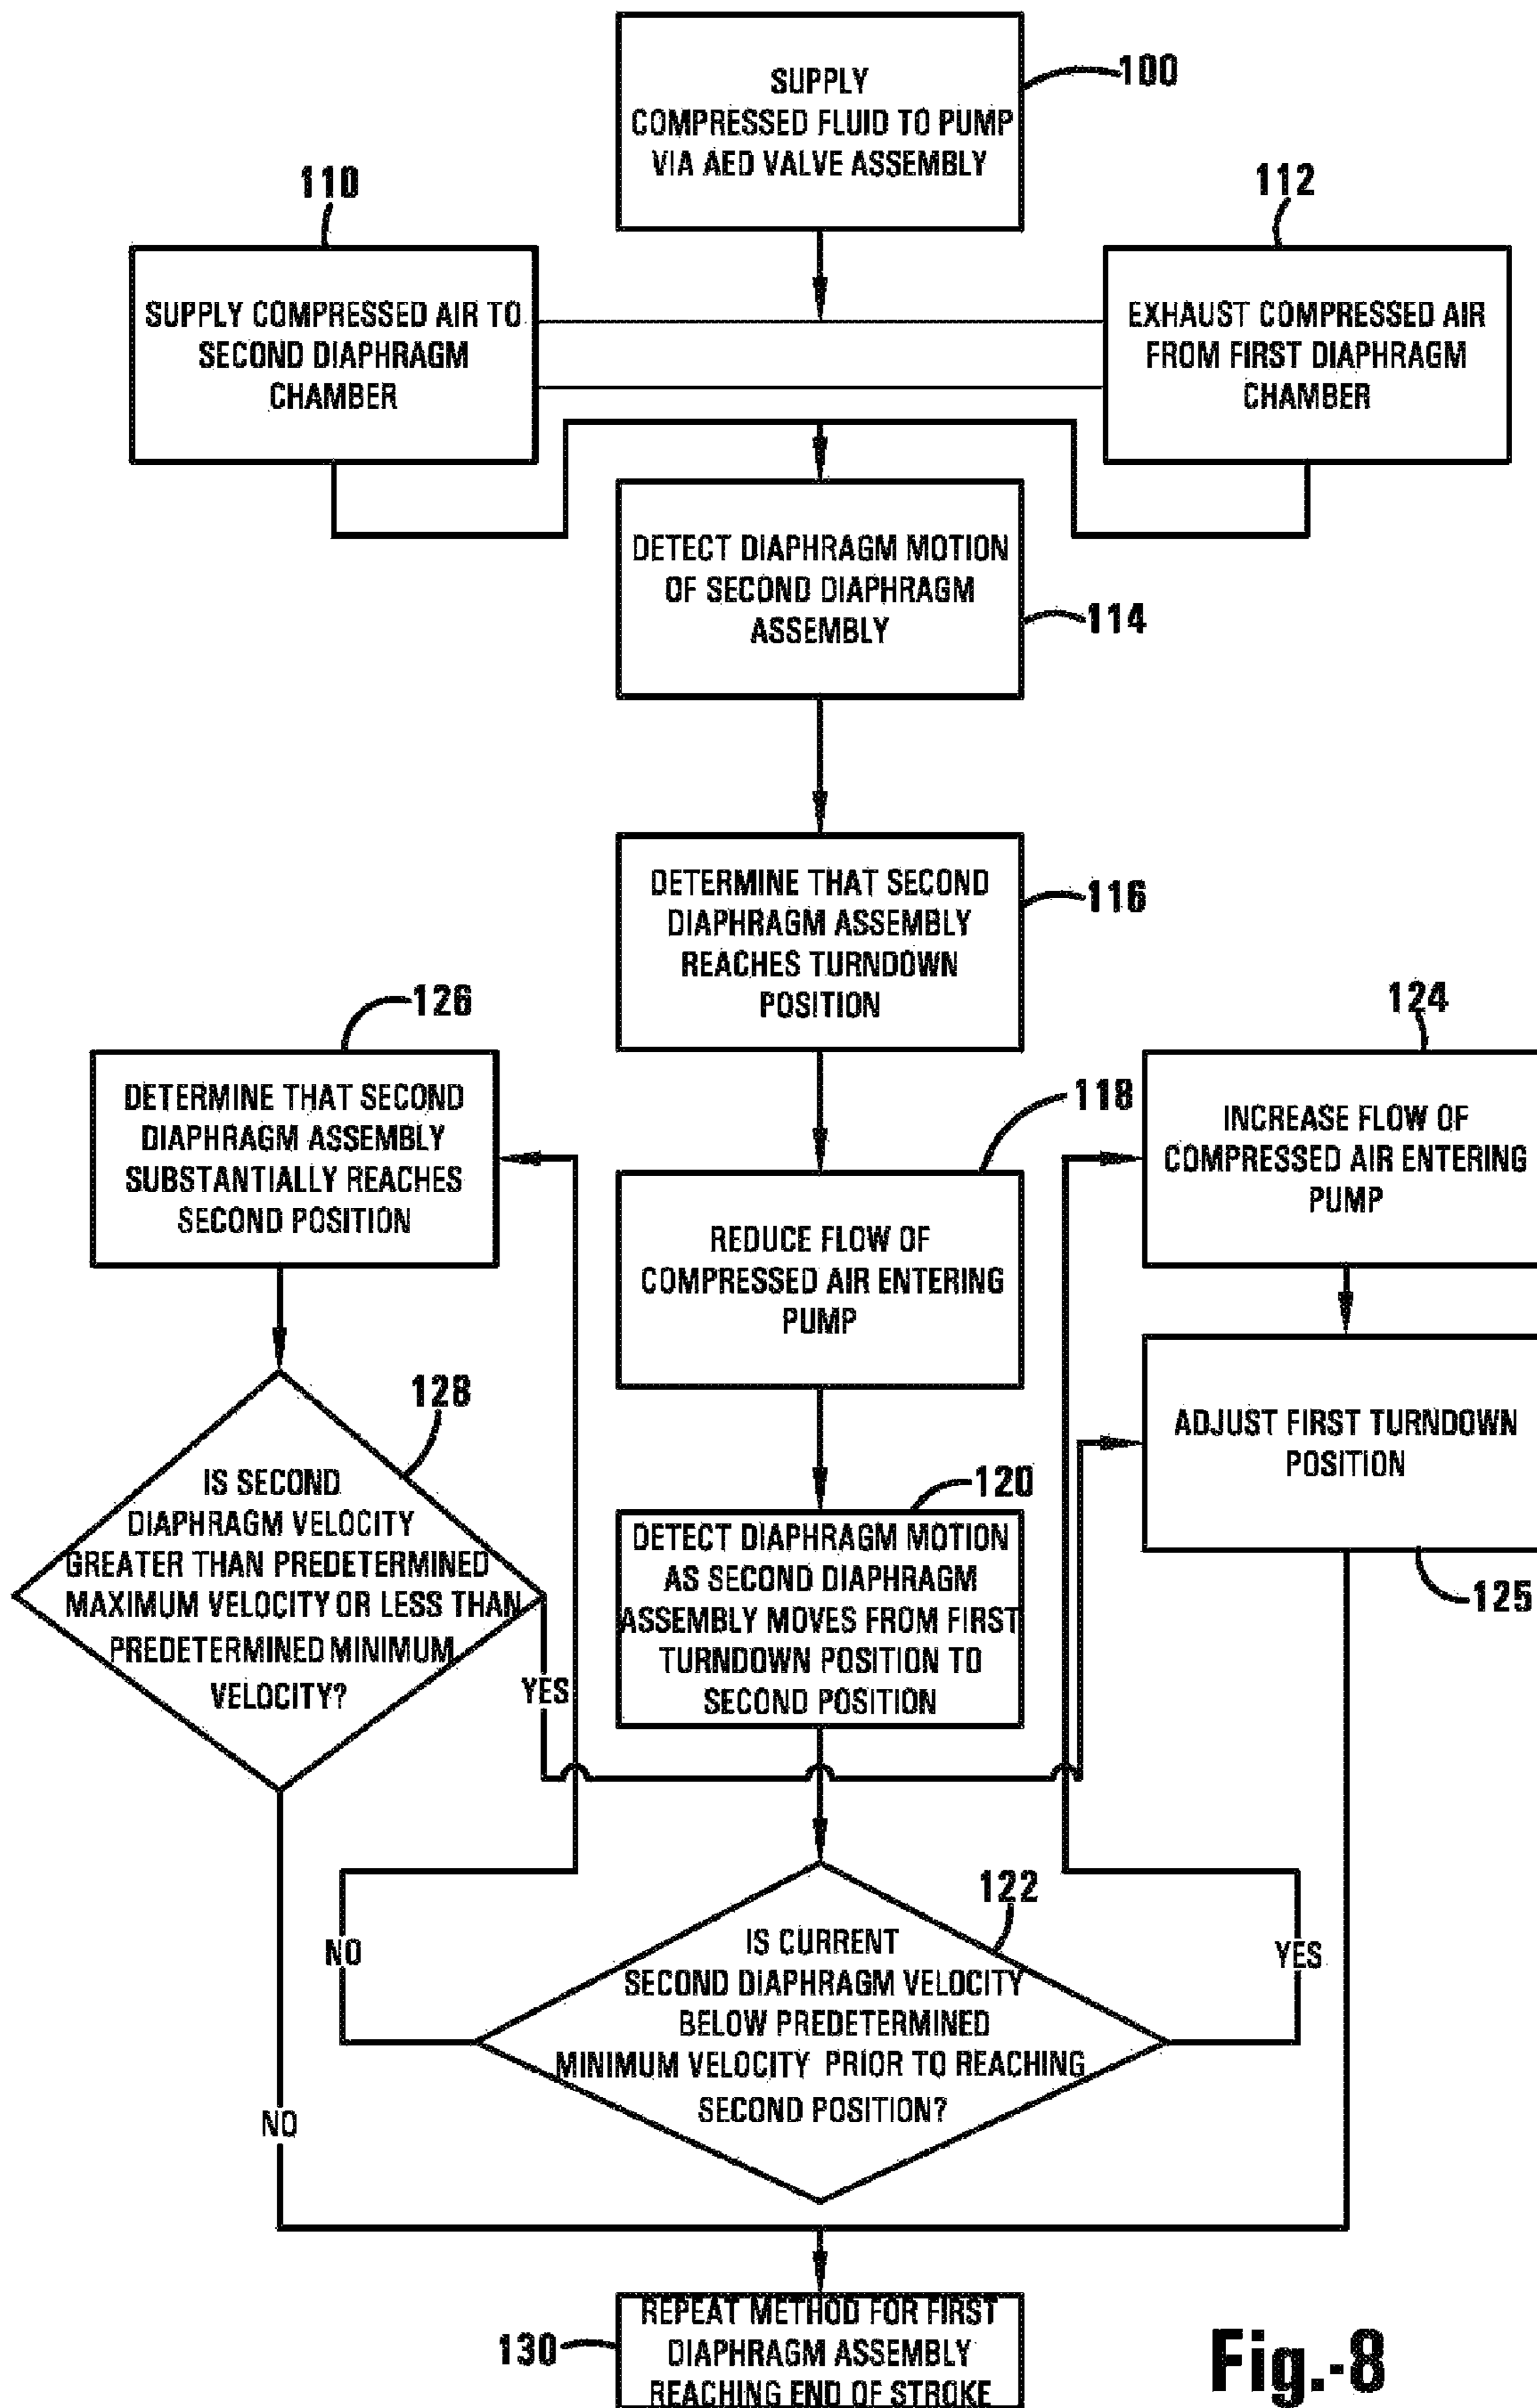 SUPPLY
COMPRESSED FLUID TO PUMP
VIA AED VALVE ASSEMBLY
100
110
SUPPLY COMPRESSED AIR TO
SECOND DIAPHRAGM
CHAMBER
112
EXHAUST COMPRESSED AIR
FROM FIRST DIAPHRAGM
CHAMBER
DETECT DIAPHRAGM MOTION
OF SECOND DIAPHRAGM
ASSEMBLY
114
DETERMINE THAT SECOND
DIAPHRAGM ASSEMBLY
REACHES TURNDOWN
POSITION
116
126
DETERMINE THAT SECOND
DIAPHRAGM ASSEMBLY
SUBSTANTIALLY REACHES
SECOND POSITION
118
REDUCE FLOW OF
COMPRESSED AIR ENTERING
PUMP
124
INCREASE FLOW OF
COMPRESSED AIR ENTERING
PUMP
128
IS SECOND
DIAPHRAGM VELOCITY
GREATER THAN PREDETERMINED
MAXIMUM VELOCITY OR LESS THAN
PREDETERMINED MINIMUM
VELOCITY?
YES
120
DETECT DIAPHRAGM MOTION
AS SECOND DIAPHRAGM
ASSEMBLY MOVES FROM FIRST
TURNDOWN POSITION TO
SECOND POSITION
ADJUST FIRST TURNDOWN
POSITION
125
122
IS CURRENT
SECOND DIAPHRAGM VELOCITY
BELOW PREDETERMINED
MINIMUM VELOCITY PRIOR TO REACHING
SECOND POSITION?
NO
YES
NO
130
REPEAT METHOD FOR FIRST
DIAPHRAGM ASSEMBLY
REACHING END OF STROKE
Fig.-8